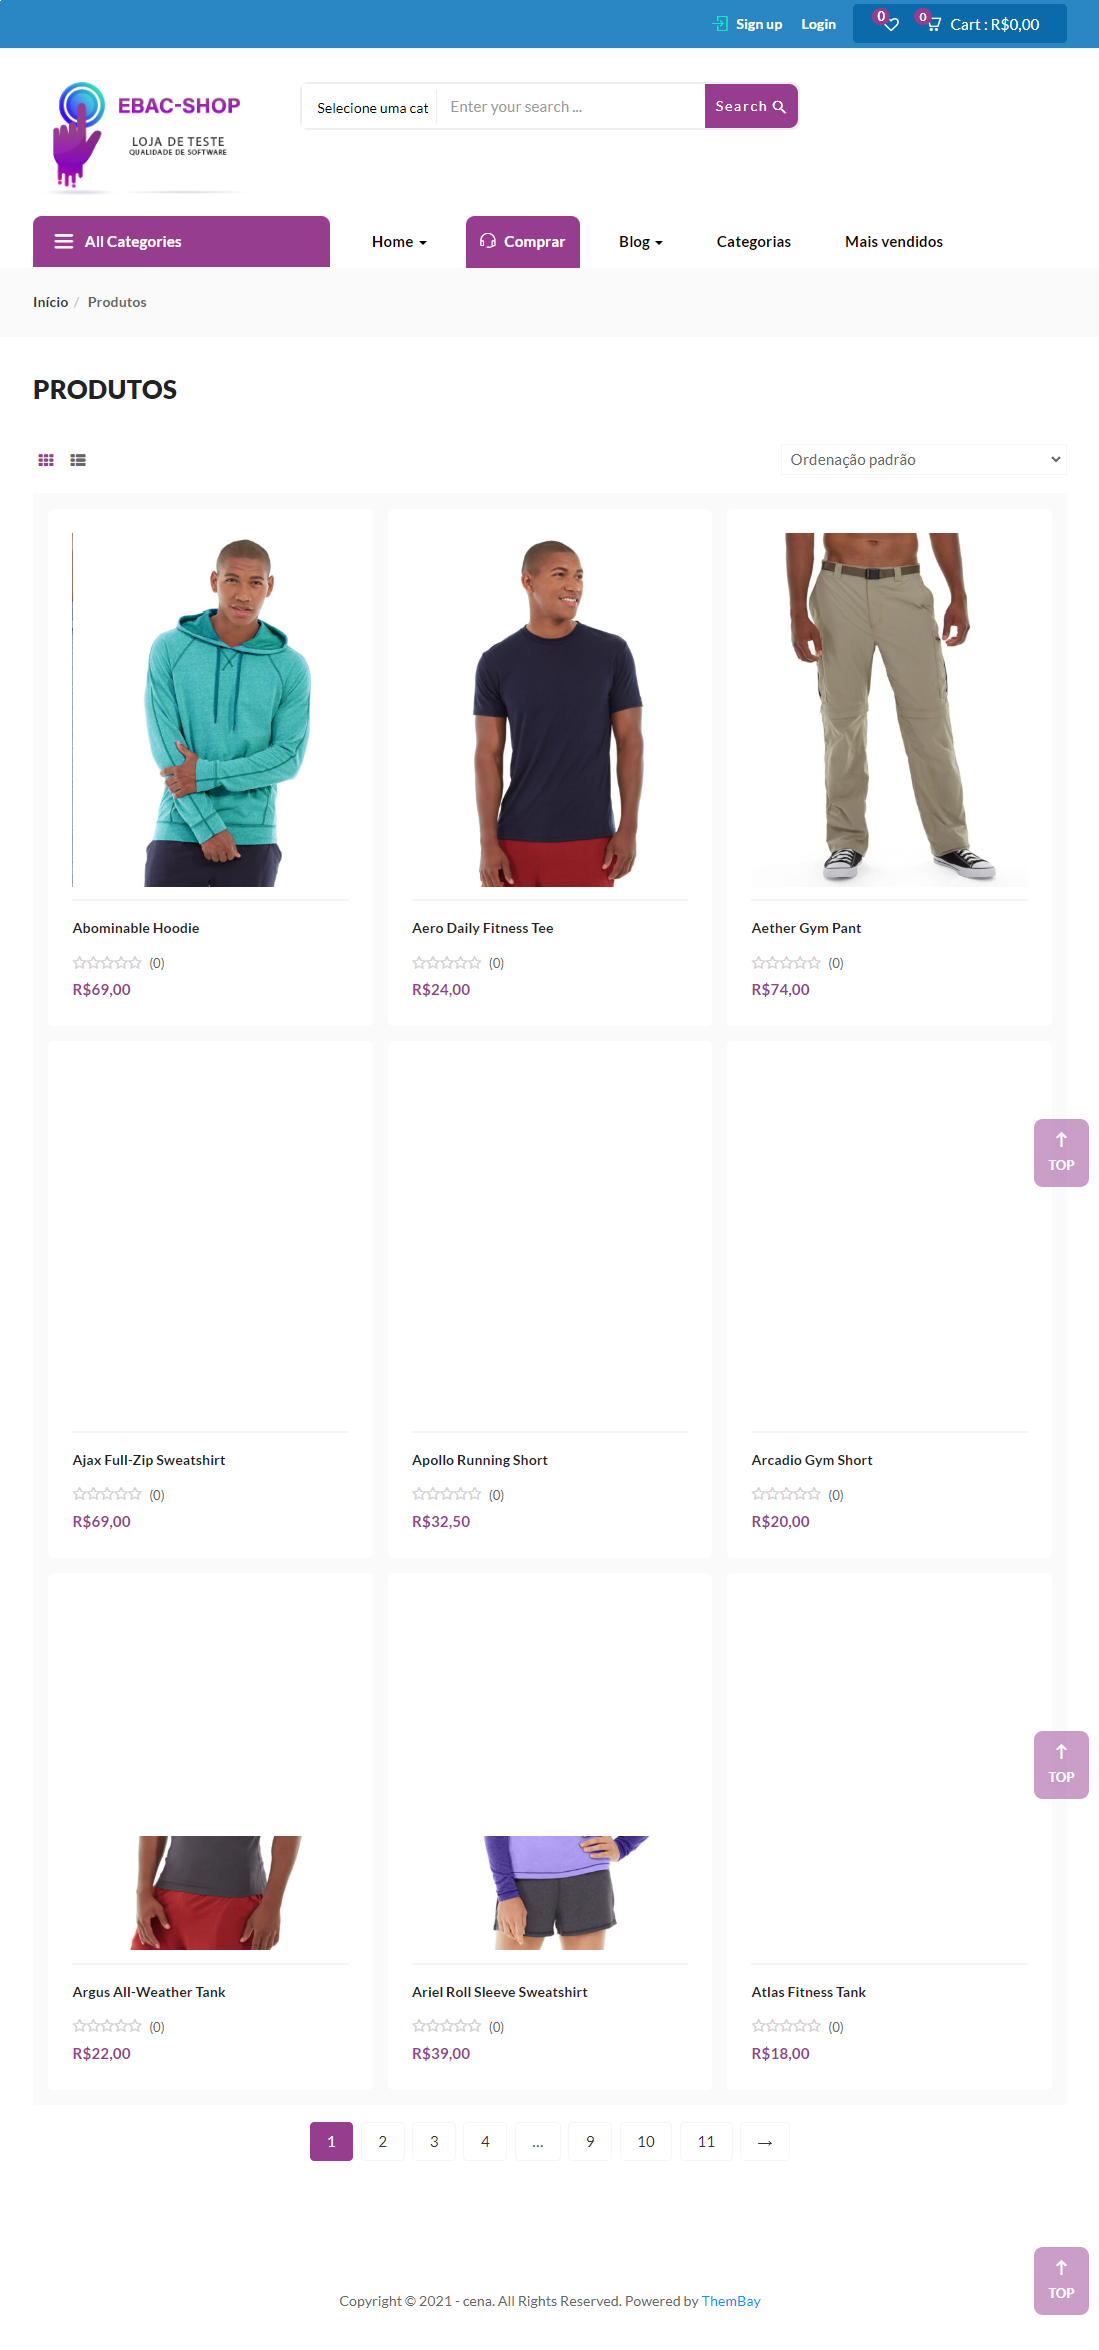 Sign up Login 0 0 Cart : R$0,00
EBAC-SHOP
LOJA DE TESTE
QUALIDADE DE SOFTWARE
Selecione uma cat Enter your search ... Search
All Categories Home Comprar Blog Categorias Mais vendidos
Início / Produtos
PRODUTOS
Ordenação padrão
Abominable Hoodie Aero Daily Fitness Tee Aether Gym Pant
(0) (0) (0)
R$69,00 R$24,00 R$74,00
TOP
Ajax Full-Zip Sweatshirt Apollo Running Short Arcadio Gym Short
(0) (0) (0)
R$69,00 R$32,50 R$20,00
TOP
Argus All-Weather Tank Ariel Roll Sleeve Sweatshirt Atlas Fitness Tank
(0) (0) (0)
R$22,00 R$39,00 R$18,00
1 2 3 4 … 9 10 11 →
TOP
Copyright © 2021 - cena. All Rights Reserved. Powered by ThemBay